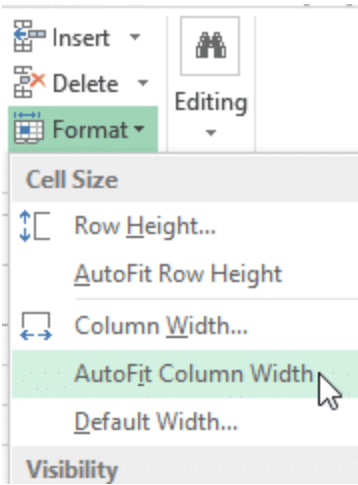 Insert
Delete
Format
Editing
Cell Size
Row Height...
AutoFit Row Height
Column Width...
AutoFit Column Width
Default Width...
Visibility